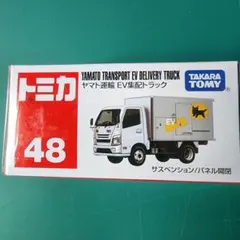 トミカ
48
YAMATO TRANSPORT EV DELIVERY TRUCK
ヤマト運輸 EV集配トラック
TAKARA
TOMY
EV
サスペンション/パネル開閉